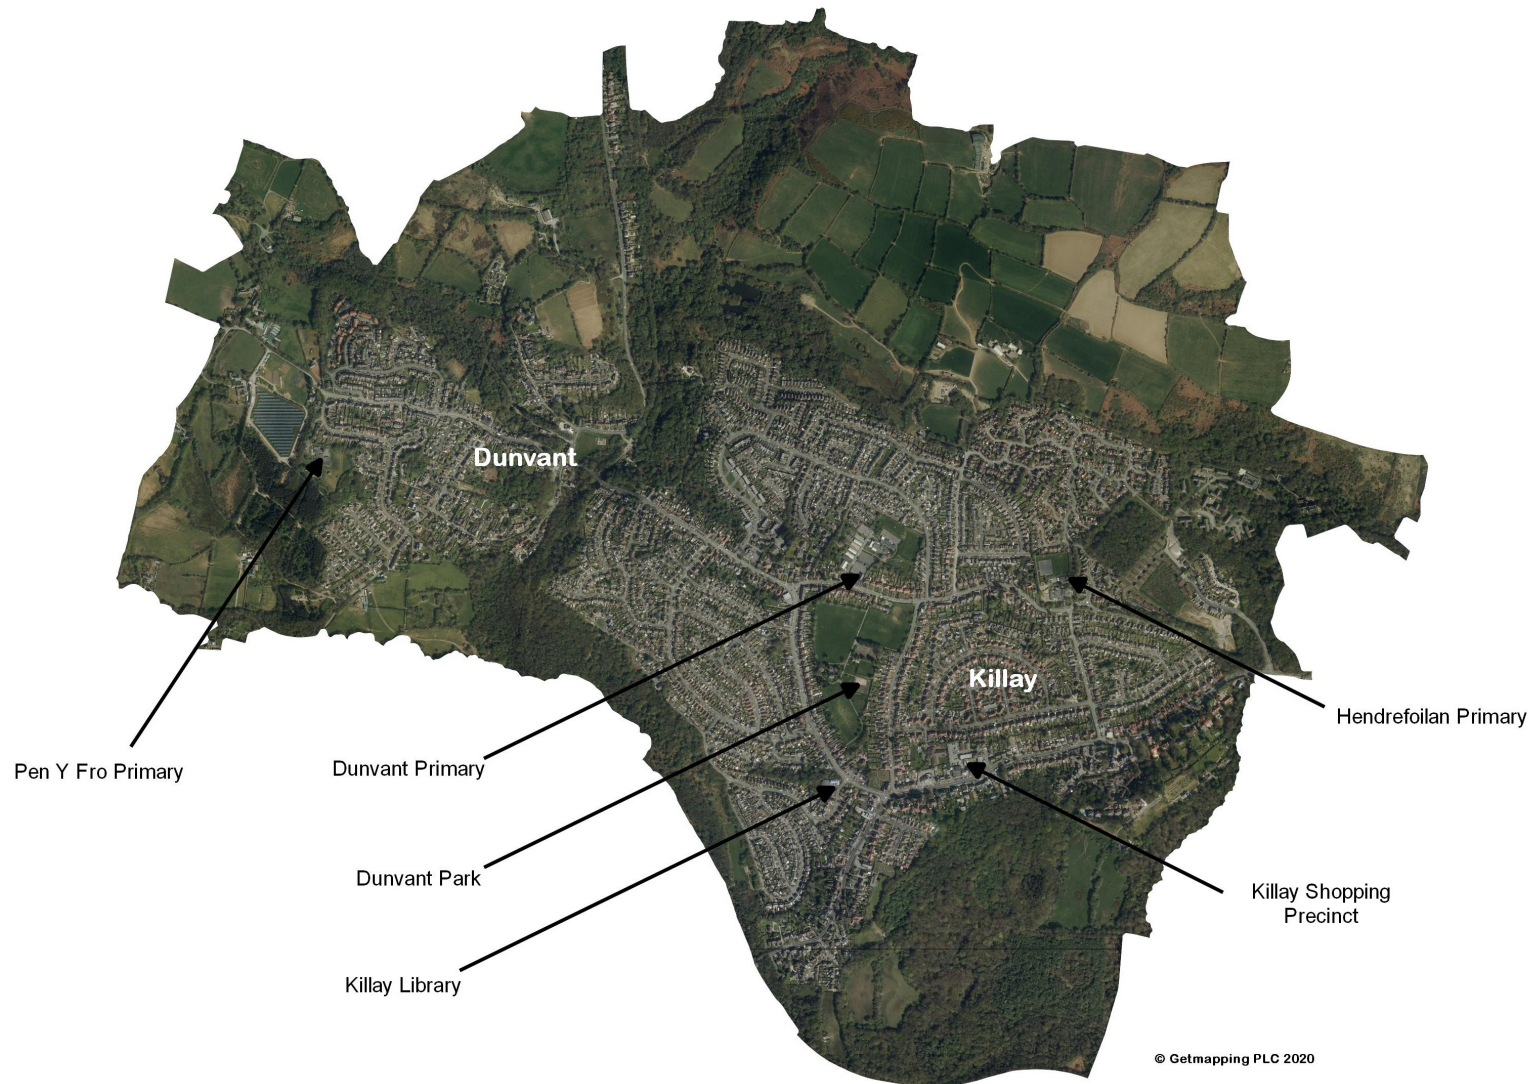 Dunvant
Killay
Hendrefoilan Primary
Pen Y Fro Primary
Dunvant Primary
Dunvant Park
Killay Shopping
Precinct
Killay Library
© Getmapping PLC 2020